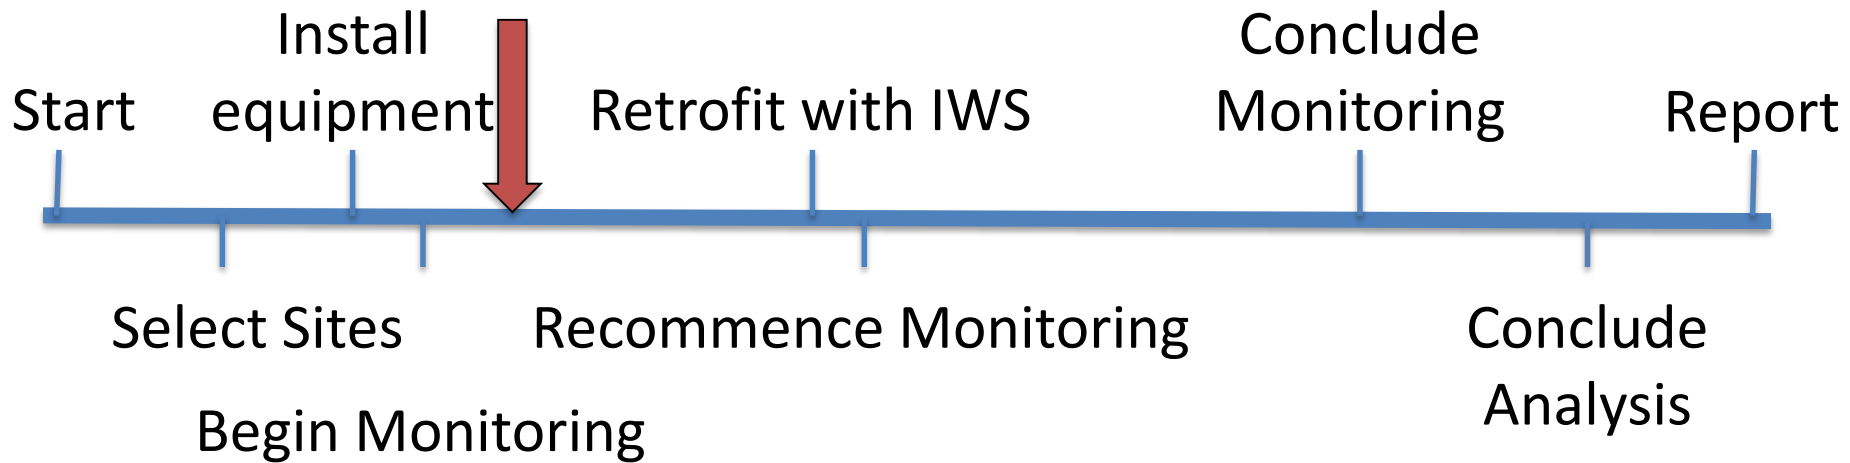 Install
equipment
Start
Retrofit with IWS
Conclude
Monitoring
Report
Select Sites
Begin Monitoring
Recommence Monitoring
Conclude
Analysis